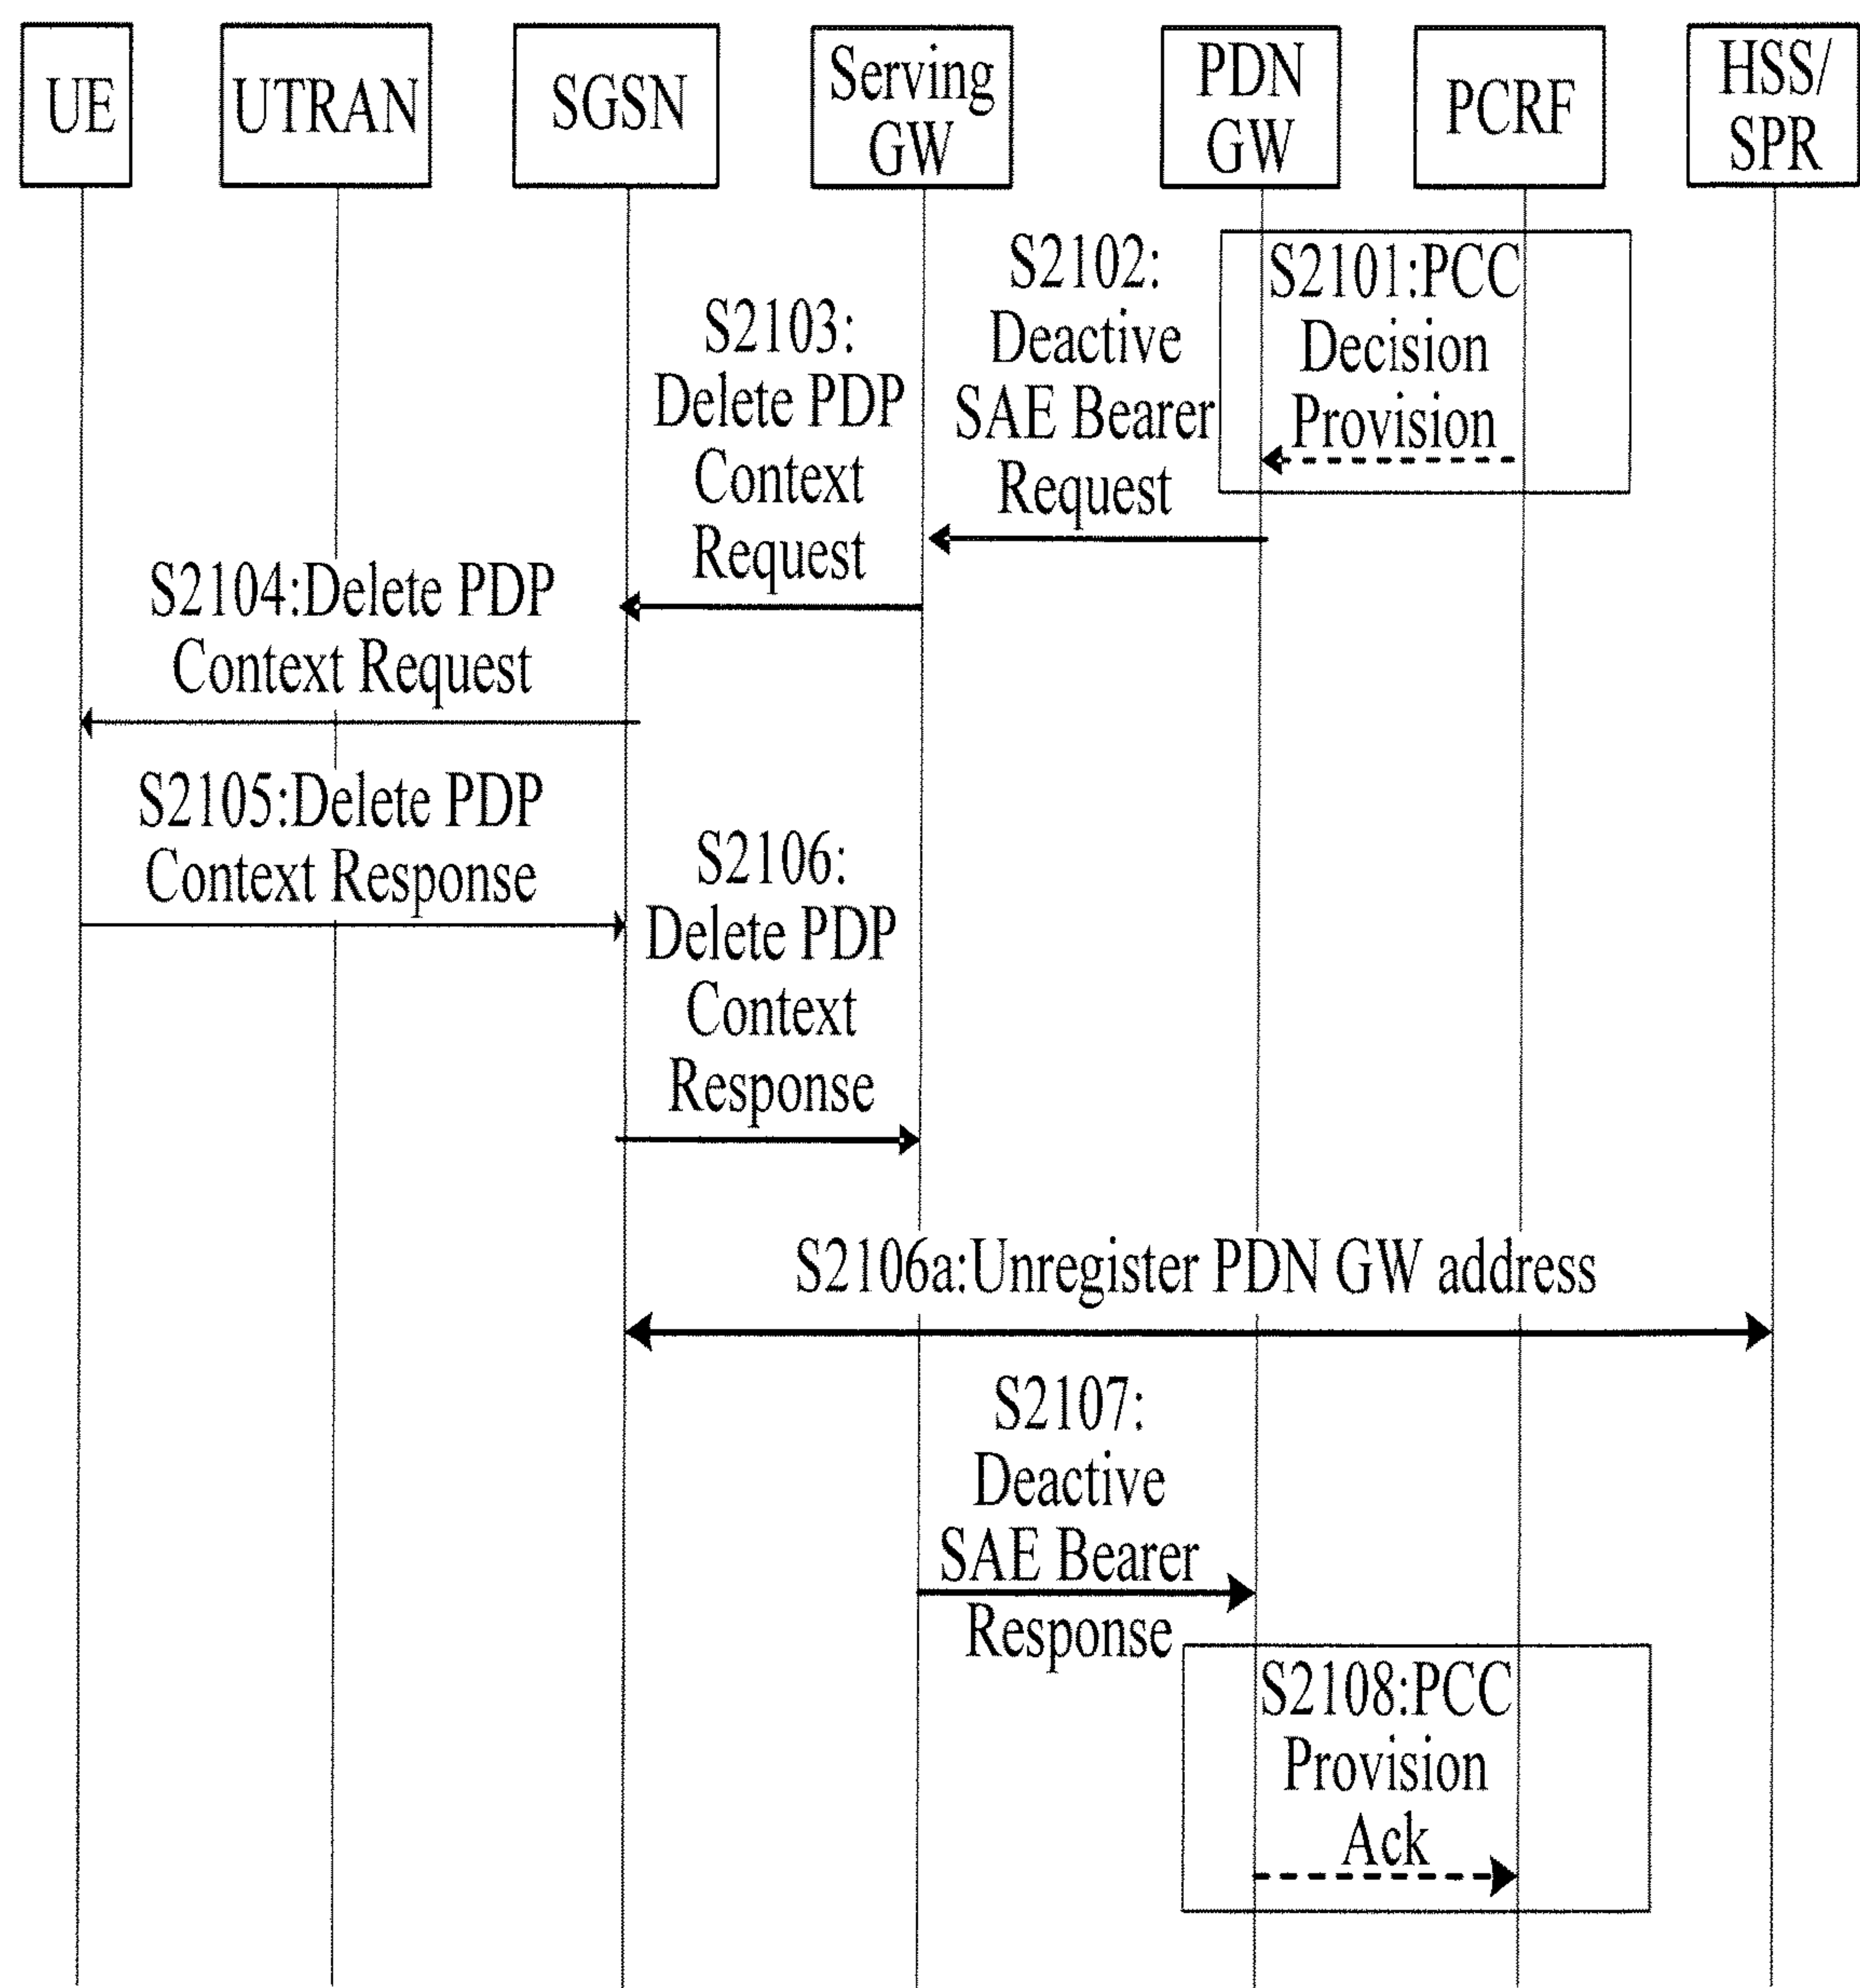 UE
UTRAN
SGSN
Serving
GW
PDN
GW
PCRF
HSS/
SPR
S2101:PCC
Decision
Provision
S2102:
Deactive
SAE Bearer
Request
S2103:
Delete PDP
Context
Request
S2104:Delete PDP
Context Request
S2105:Delete PDP
Context Response
S2106:
Delete PDP
Context
Response
S2106a:Unregister PDN GW address
S2107:
Deactive
SAE Bearer
Response
S2108:PCC
Provision
Ack